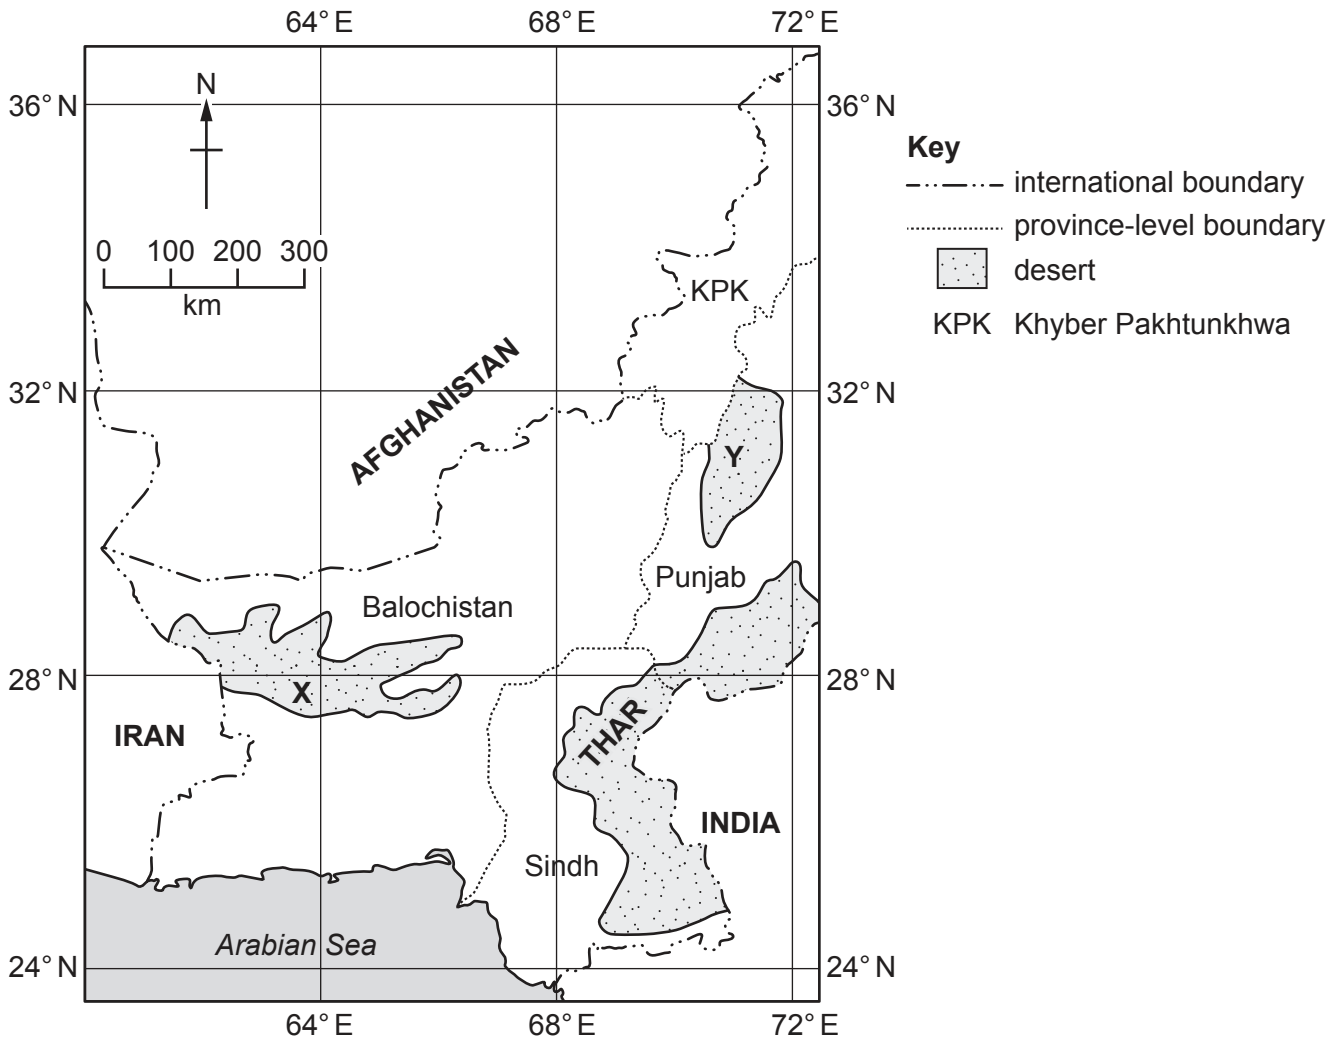 64° E 68° E 72° E
N
36° N 36° N
Key
international boundary
province-level boundary
0 100 200 300
km
desert
KPK
KPK Khyber Pakhtunkhwa
AFGHANISTAN
32° N 32° N
Y
Punjab
Balochistan
28° N 28° N
X
THAR
IRAN
INDIA
Sindh
Arabian Sea
24° N 24° N
64° E 68° E 72° E